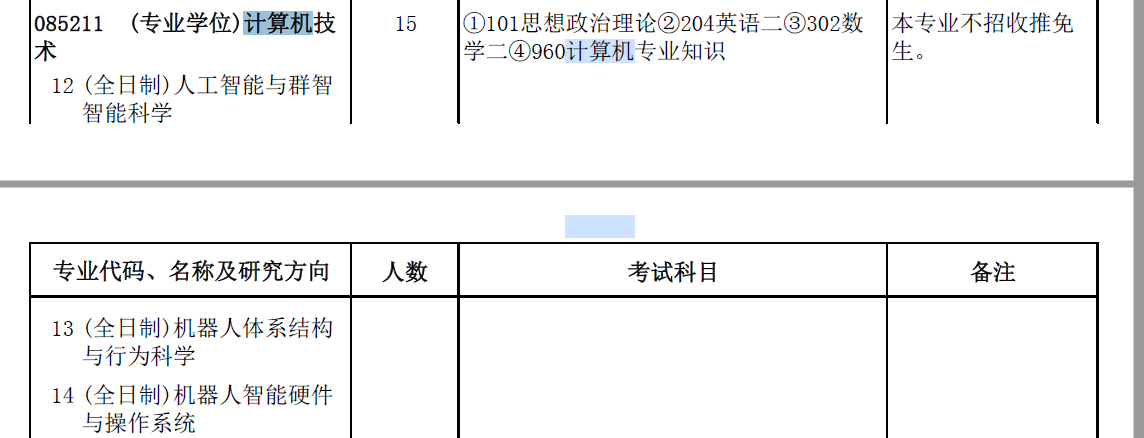 085211 (专业学位)计算机技
术
15
①101思想政治理论②204英语二③302数
学二④960计算机专业知识
本专业不招收推免
生。
12 (全日制)人工智能与群智
智能科学
专业代码、名称及研究方向
人数
考试科目
备注
13 (全日制)机器人体系结构
与行为科学
14 (全日制)机器人智能硬件
与操作系统